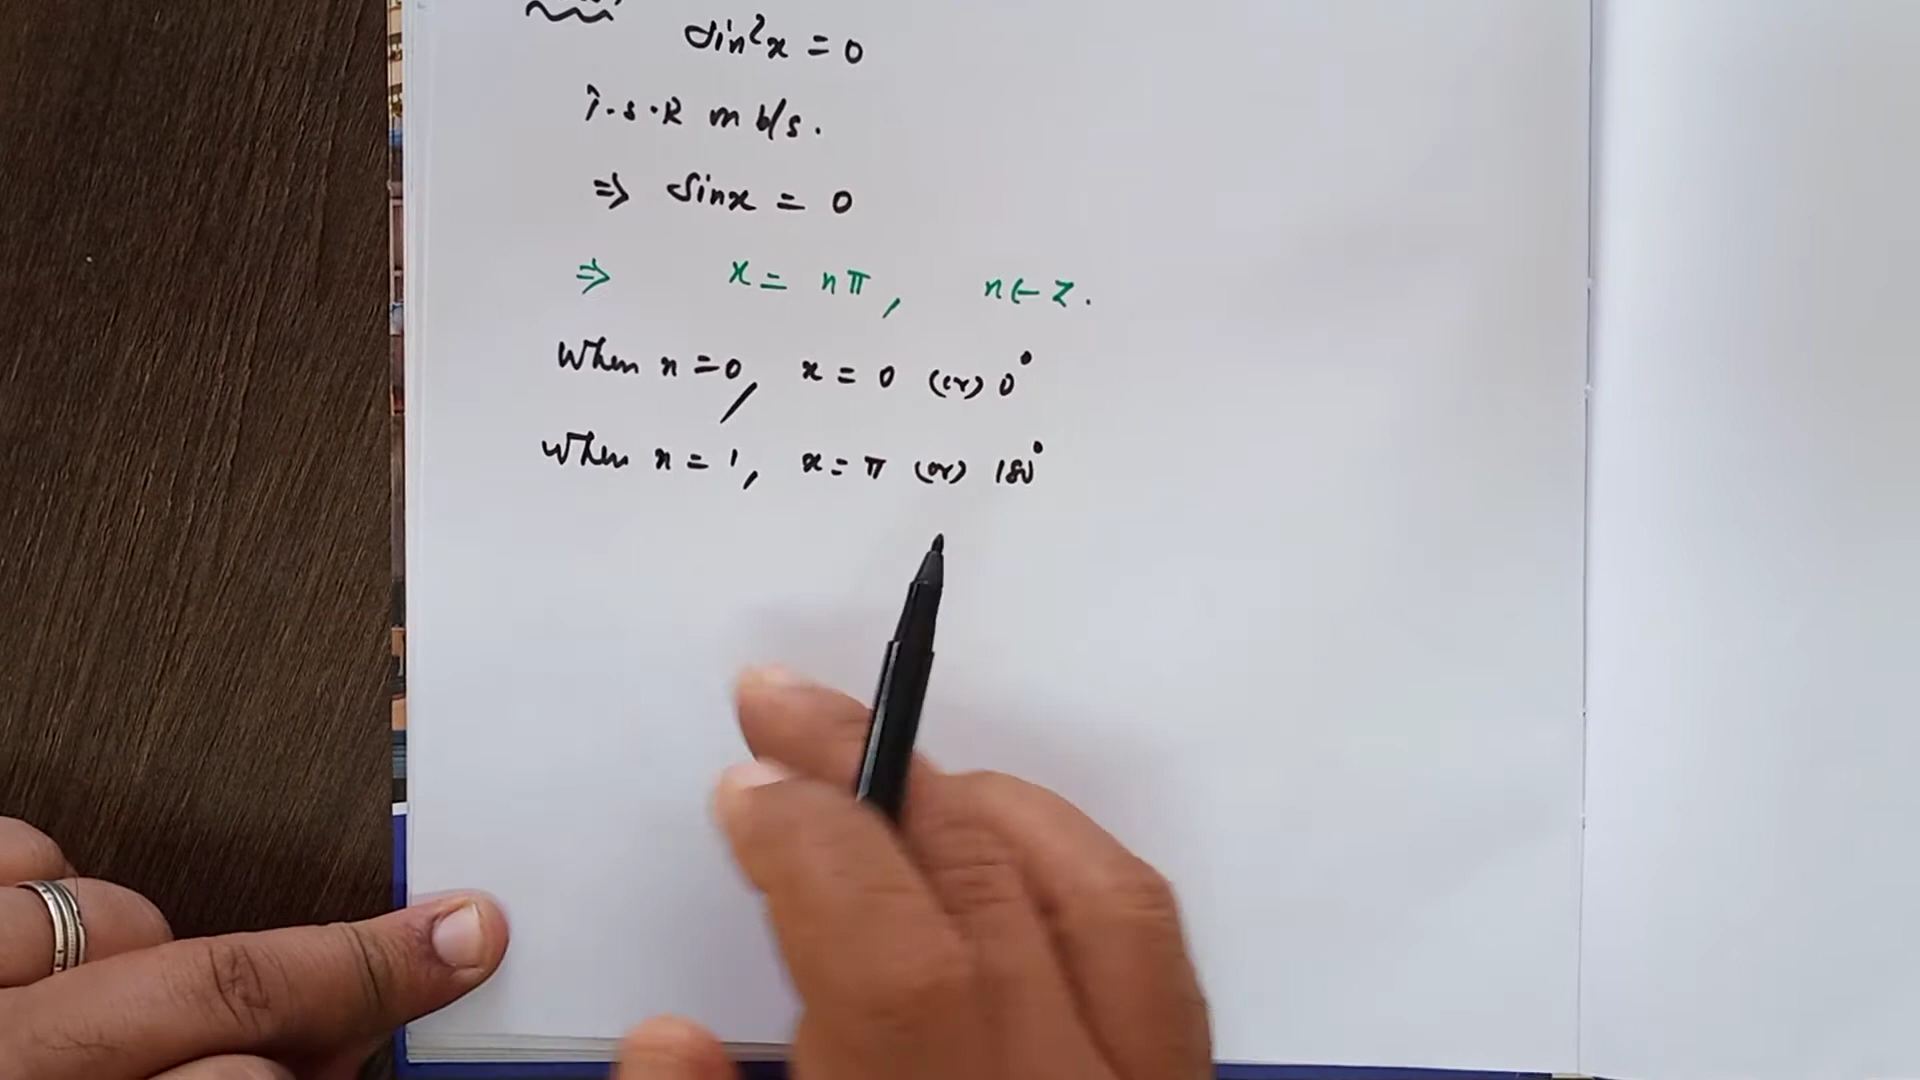 sin²x = 0
T.S.R on b/s.
⇒ sinx = 0
⇒ x = nπ, n ∈ Z.
When n = 0, x = 0 (or) 0°
When n = 1, x = π (or) 180°